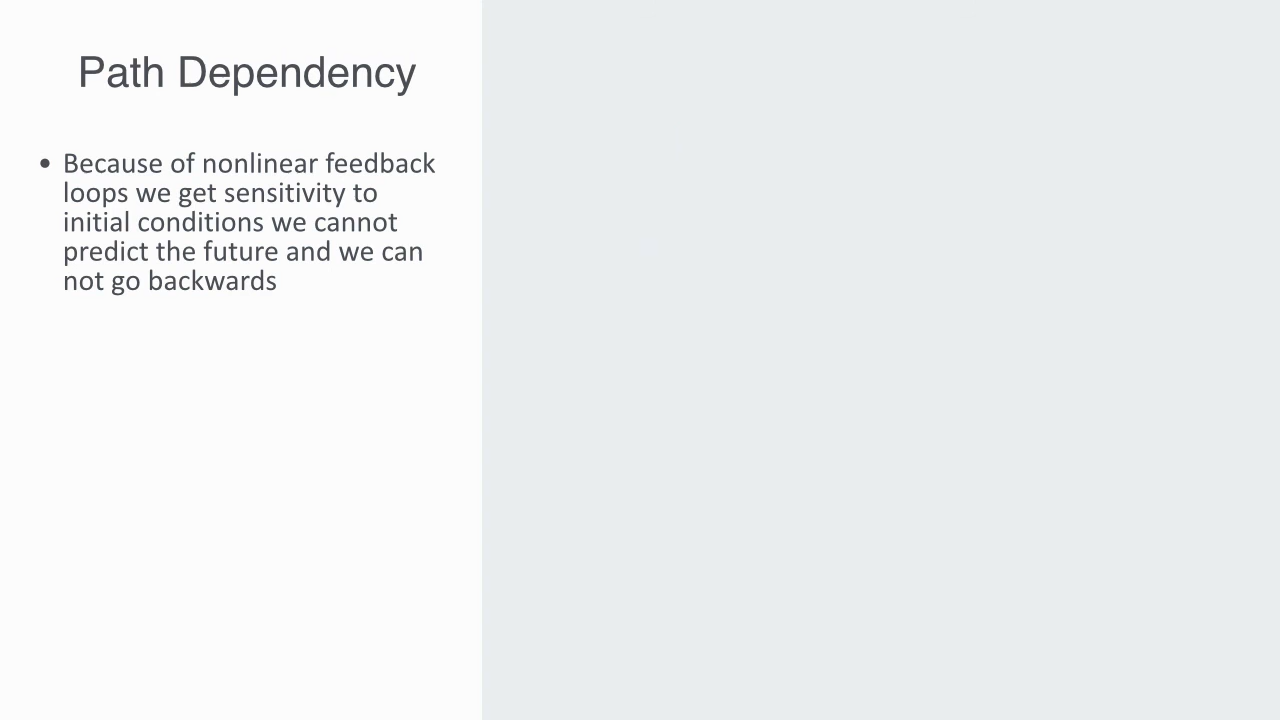 Path Dependency
• Because of nonlinear feedback
loops we get sensitivity to
initial conditions we cannot
predict the future and we can
not go backwards